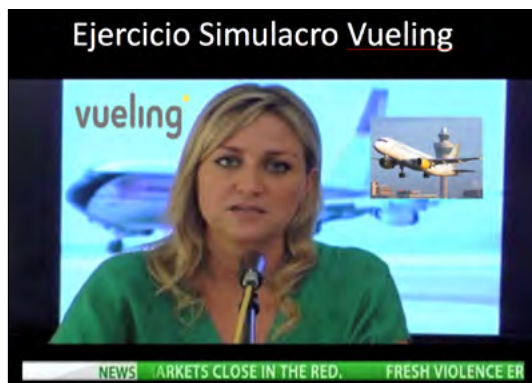 Ejercicio Simulacro Vueling
vueling
NEWS ARKETS CLOSE IN THE RED. FRESH VIOLENCE ER